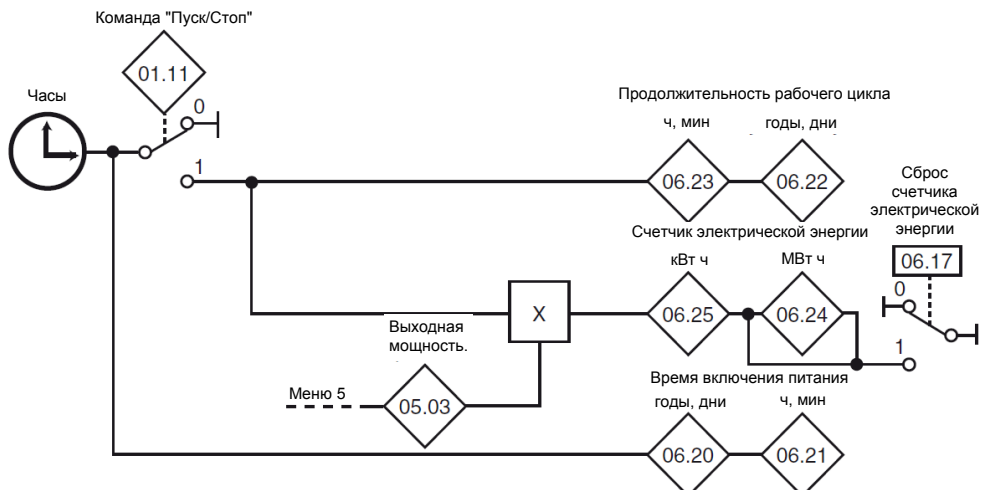 Команда "Пуск/Стоп"
01.11
Часы
0
1
Продолжительность рабочего цикла
ч, мин
годы, дни
06.23
06.22
Сброс
счетчика
электрической
энергии
06.17
0
1
Счетчик электрической энергии
кВт ч
МВт ч
X
06.25
06.24
Выходная
мощность.
Меню 5
05.03
Время включения питания
годы, дни
ч, мин
06.20
06.21